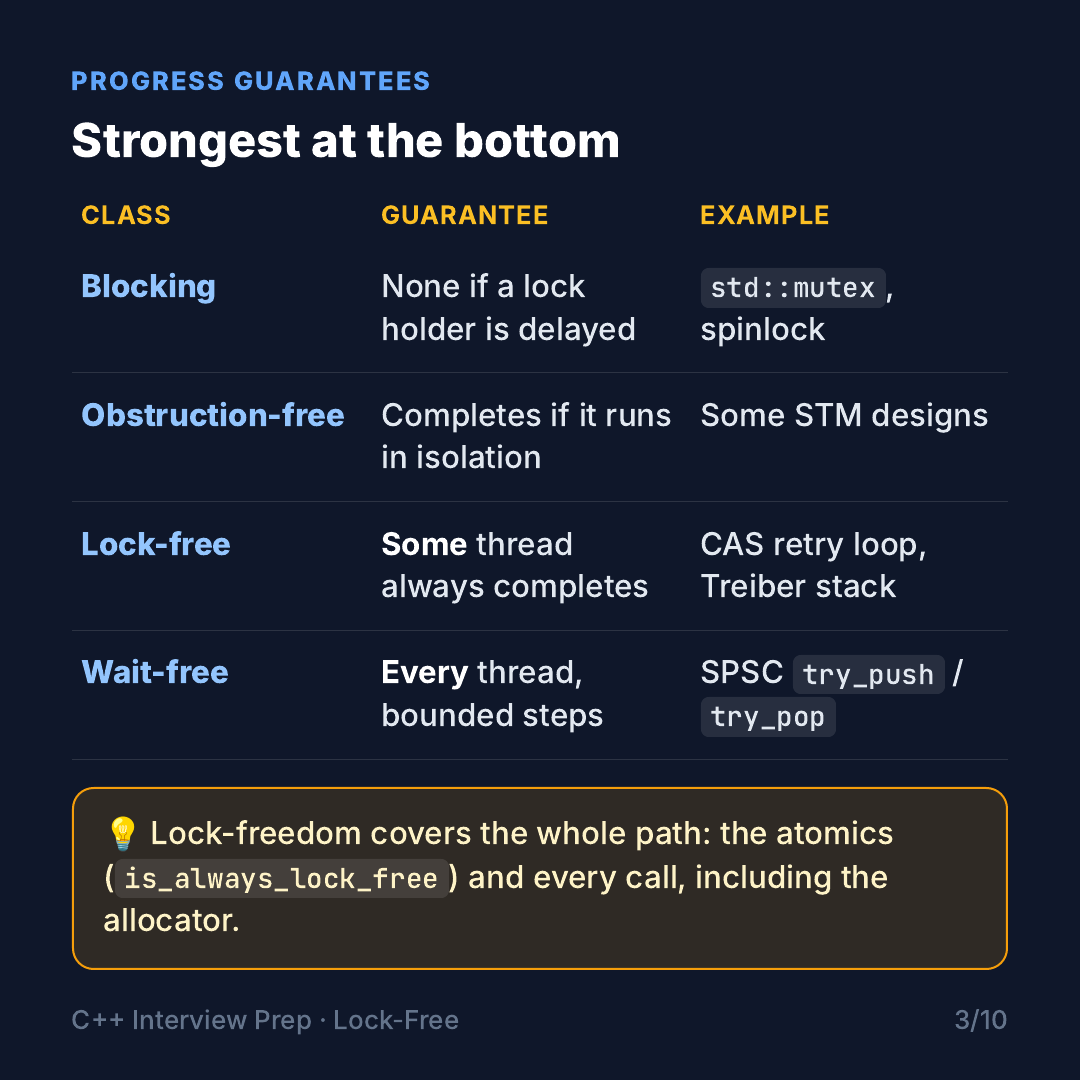 PROGRESS GUARANTEES
Strongest at the bottom
CLASS GUARANTEE EXAMPLE
Blocking None if a lock std::mutex,
holder is delayed spinlock
Obstruction-free Completes if it runs Some STM designs
in isolation
Lock-free Some thread CAS retry loop,
always completes Treiber stack
Wait-free Every thread, SPSC try_push /
bounded steps try_pop
💡 Lock-freedom covers the whole path: the atomics
(is_always_lock_free) and every call, including the
allocator.
C++ Interview Prep · Lock-Free 3/10